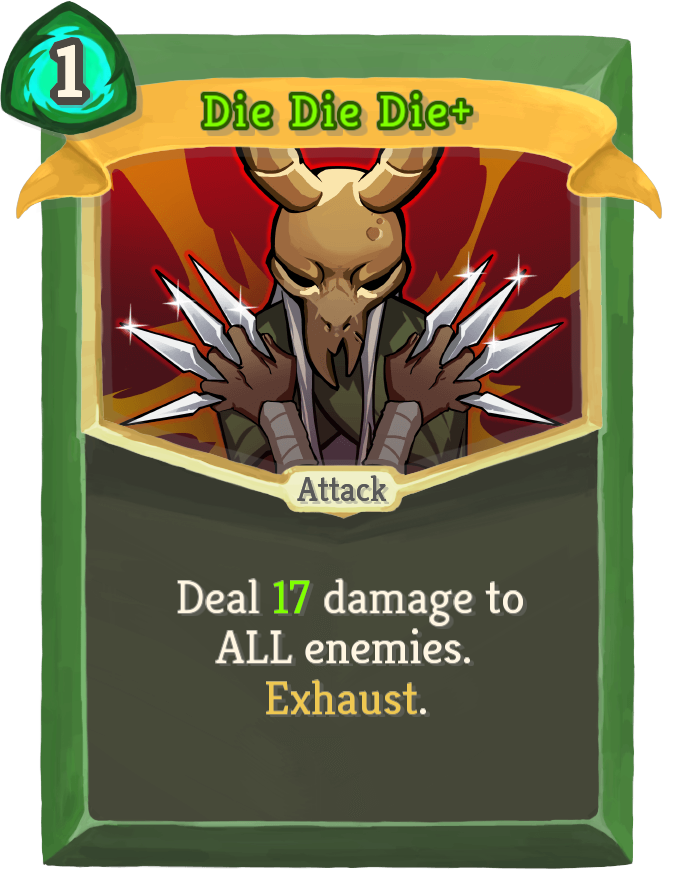 1
Die Die Die+
Attack
Deal 17 damage to
ALL enemies.
Exhaust.